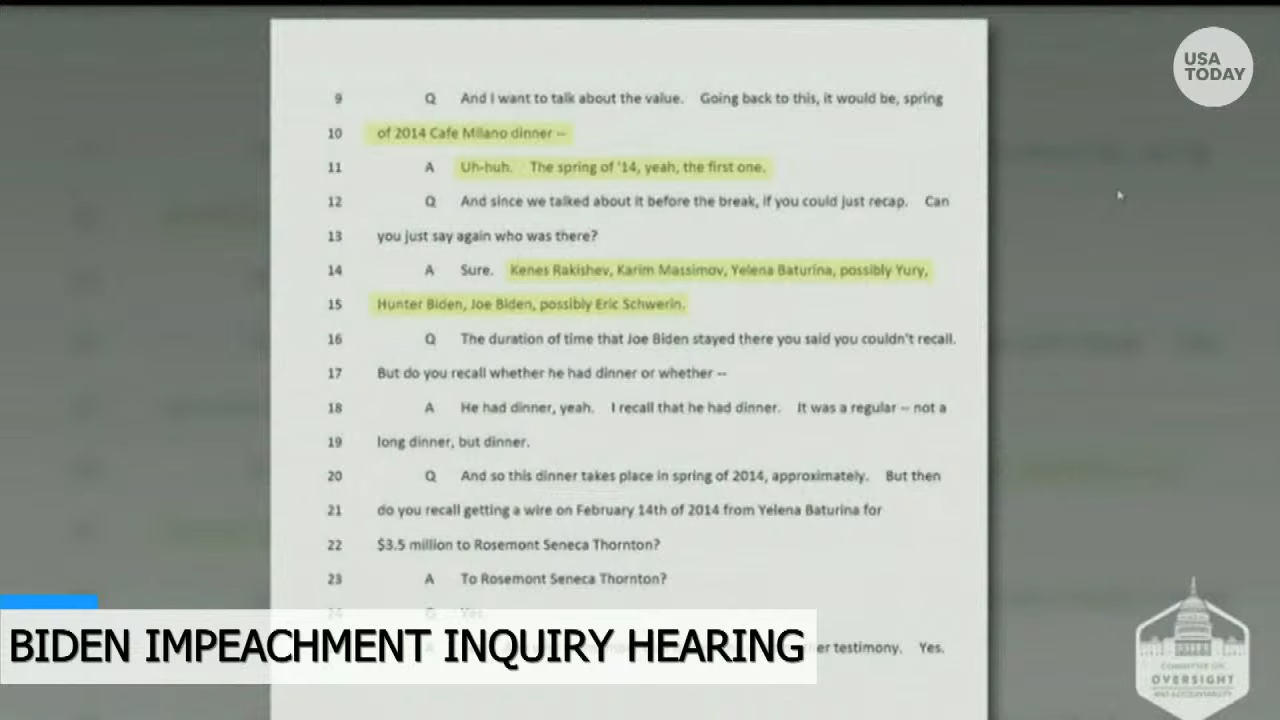 USA
TODAY
9 Q And I want to talk about the value. Going back to this, it would be, spring
10 of 2014 Cafe Milano dinner --
11 A Uh-huh. The spring of '14, yeah, the first one.
12 Q And since we talked about it before the break, if you could just recap. Can
13 you just say again who was there?
14 A Sure. Kenes Rakishev, Karim Massimov, Yelena Baturina, possibly Yury,
15 Hunter Biden, Joe Biden, possibly Eric Schwerin.
16 Q The duration of time that Joe Biden stayed there you said you couldn't recall.
17 But do you recall whether he had dinner or whether --
18 A He had dinner, yeah. I recall that he had dinner. It was a regular -- not a
19 long dinner, but dinner.
20 Q And so this dinner takes place in spring of 2014, approximately. But then
21 do you recall getting a wire on February 14th of 2014 from Yelena Baturina for
22 $3.5 million to Rosemont Seneca Thornton?
23 A To Rosemont Seneca Thornton?
24 Q Yes
testimony. Yes.
BIDEN IMPEACHMENT INQUIRY HEARING
COMMITTEE ON
OVERSIGHT
AND ACCOUNTABILITY